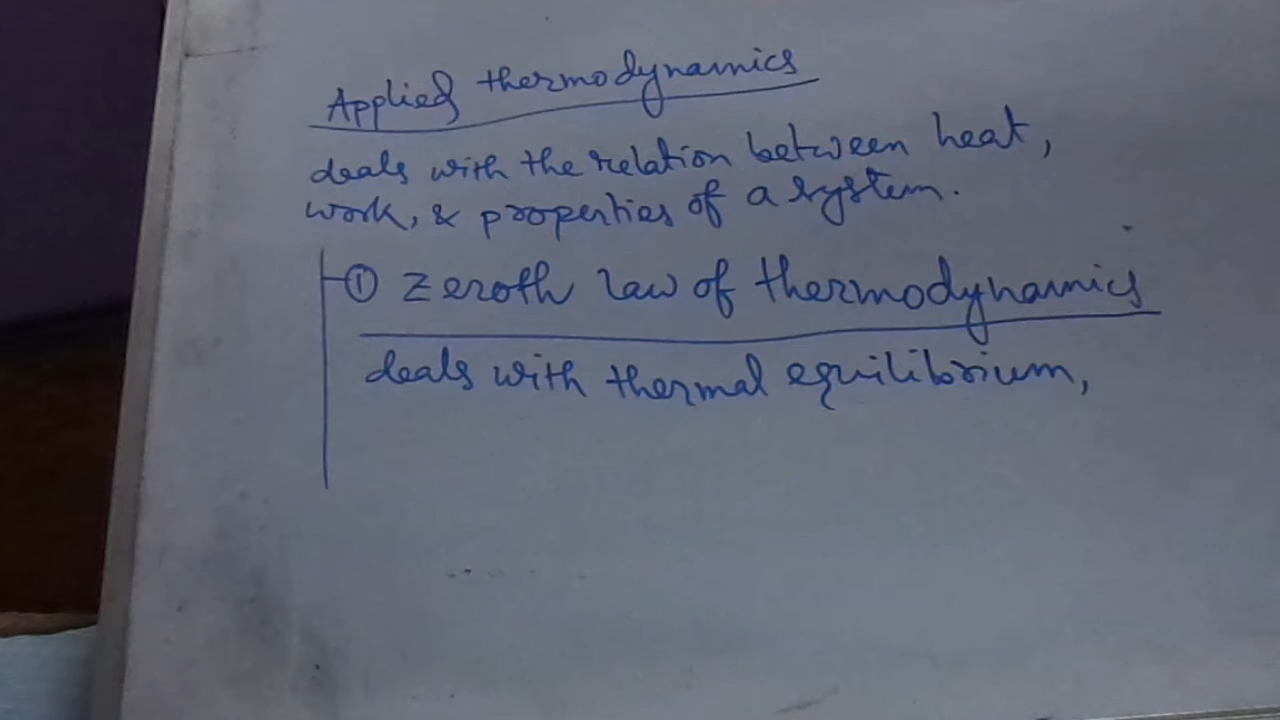 Applied thermodynamics
deals with the relation between heat,
work, & properties of a system.
① Zeroth law of thermodynamics
deals with thermal equilibrium,